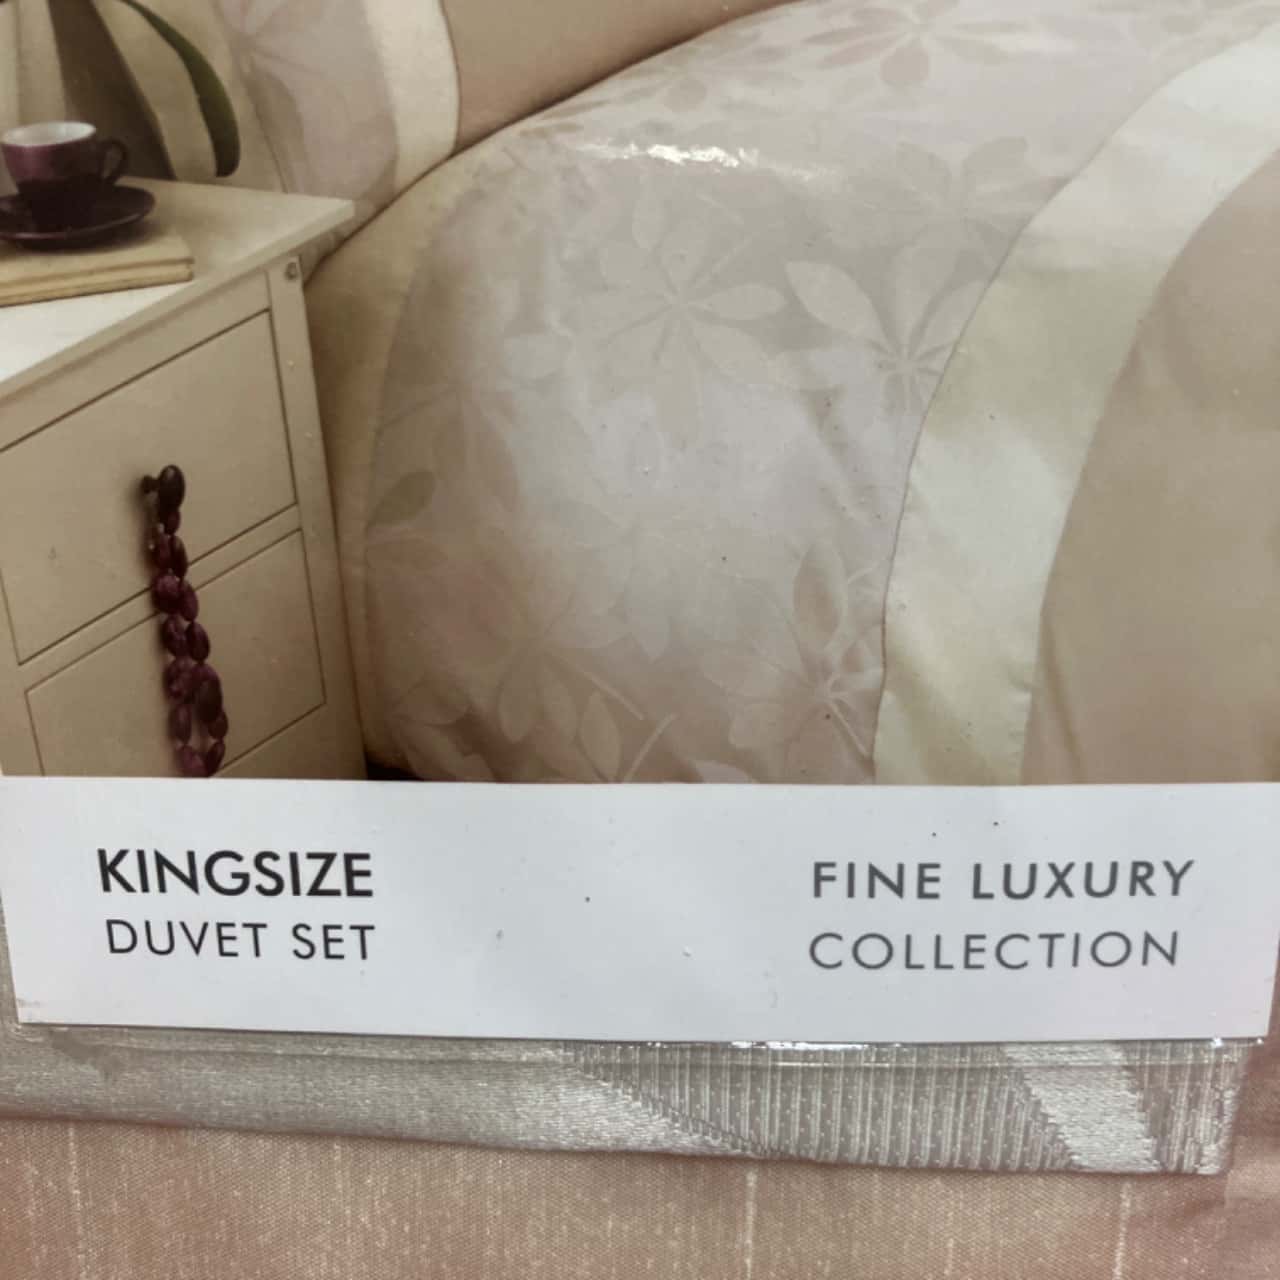 KINGSIZE
DUVET SET
FINE LUXURY
COLLECTION